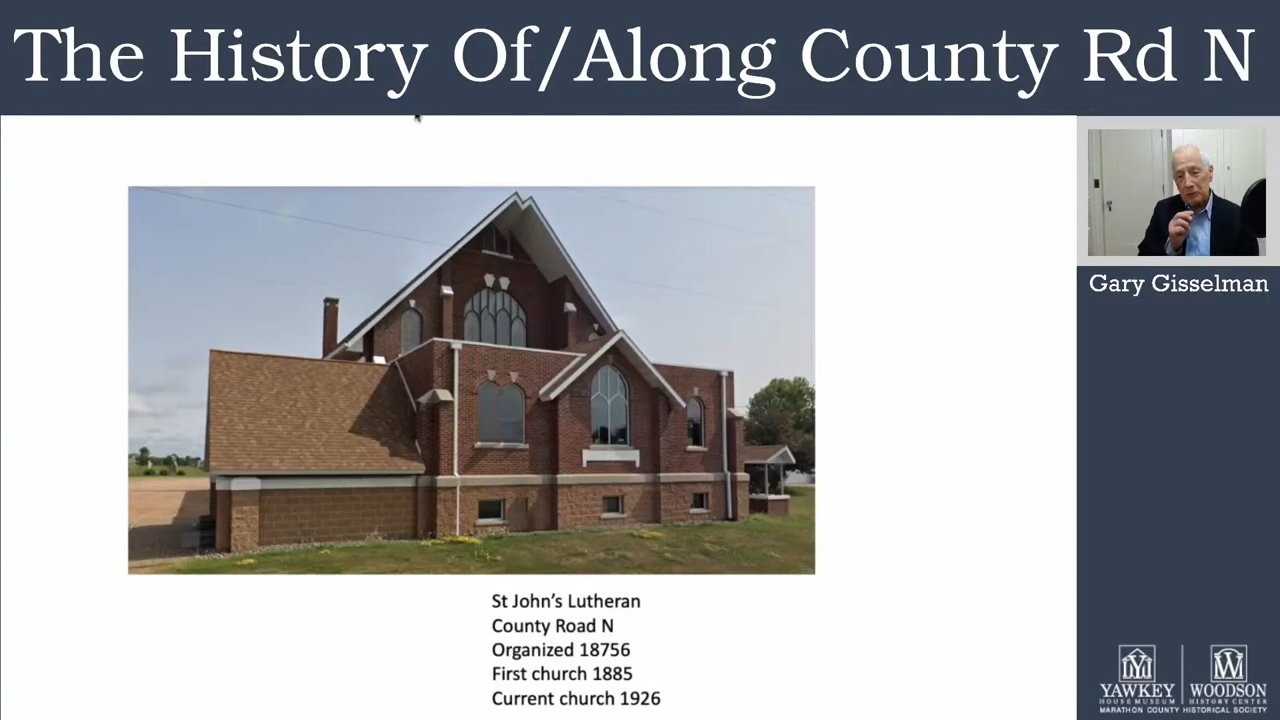 The History Of/Along County Rd N
Gary Gisselman
St John’s Lutheran
County Road N
Organized 18756
First church 1885
Current church 1926
YAWKEY
HOUSE MUSEUM
WOODSON
HISTORY CENTER
MARATHON COUNTY HISTORICAL SOCIETY